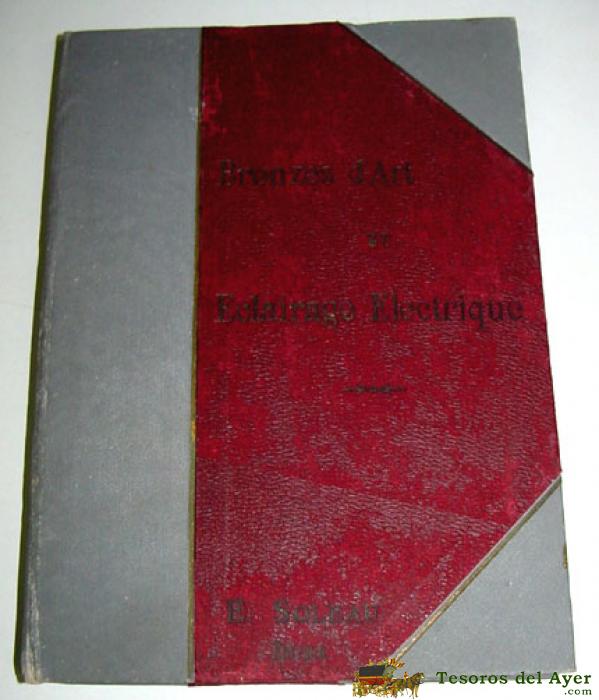 Bronzes d'Art
ET
Eclairage Electrique
E. SOLEAU
Tesoros del Ayer
.com